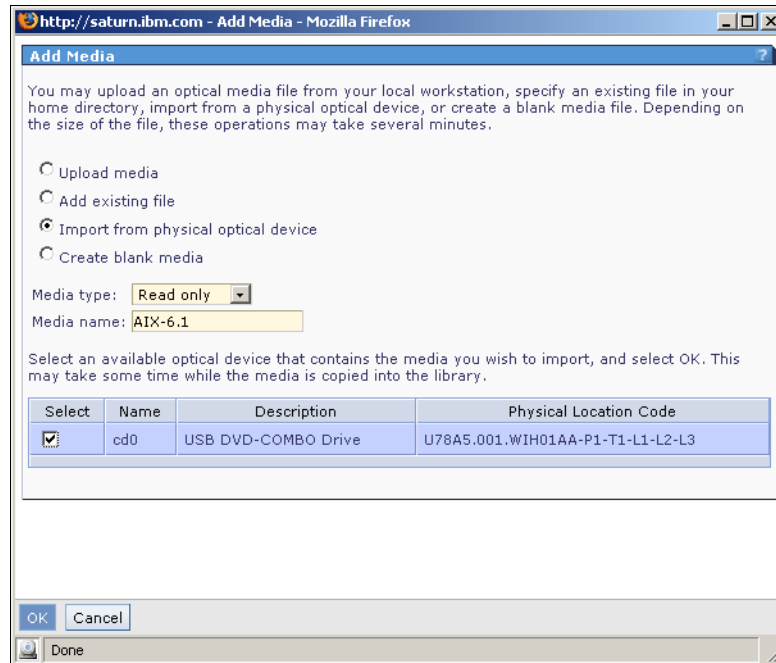 http://saturn.ibm.com - Add Media - Mozilla Firefox
Add Media
?
You may upload an optical media file from your local workstation, specify an existing file in your
home directory, import from a physical optical device, or create a blank media file. Depending on
the size of the file, these operations may take several minutes.
Upload media
Add existing file
Import from physical optical device
Create blank media
Media type: Read only
Media name: AIX-6.1
Select an available optical device that contains the media you wish to import, and select OK. This
may take some time while the media is copied into the library.
Select Name Description Physical Location Code
cd0 USB DVD-COMBO Drive U78A5.001.WIH01AA-P1-T1-L1-L2-L3
OK Cancel
Done